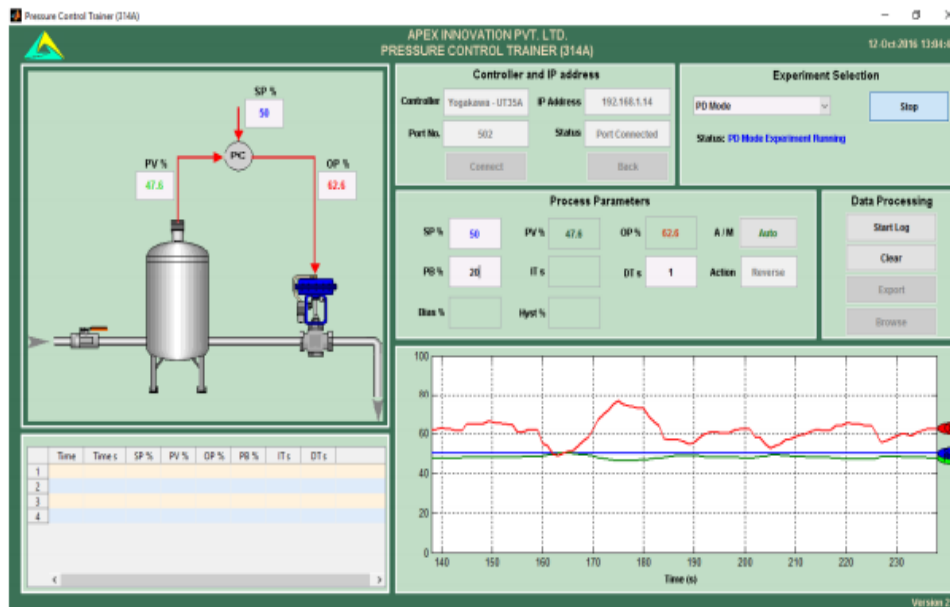 Pressure Control Trainer (314A)
APEX INNOVATION PVT. LTD.
PRESSURE CONTROL TRAINER (314A)
12-Oct-2016 13:04:
SP %
50
PC
PV %
47.6
OP %
62.6
Controller and IP address
Controller Yogakawa - UT35A IP Address 192.168.1.14
Port No. 502 Status Port Connected
Connect Back
Experiment Selection
PD Mode Stop
Status: PD Mode Experiment Running
Process Parameters
SP % 50 PV % 47.6 OP % 62.6 A / M Auto
PB % 20 IT s DT s 1 Action Reverse
Bias % Hyst %
Data Processing
Start Log
Clear
Export
Browse
Time Time s SP % PV % OP % PB % IT s DT s
1
2
3
4
100
80
60
40
20
0
140 150 160 170 180 190 200 210 220 230
Time (s)
Version